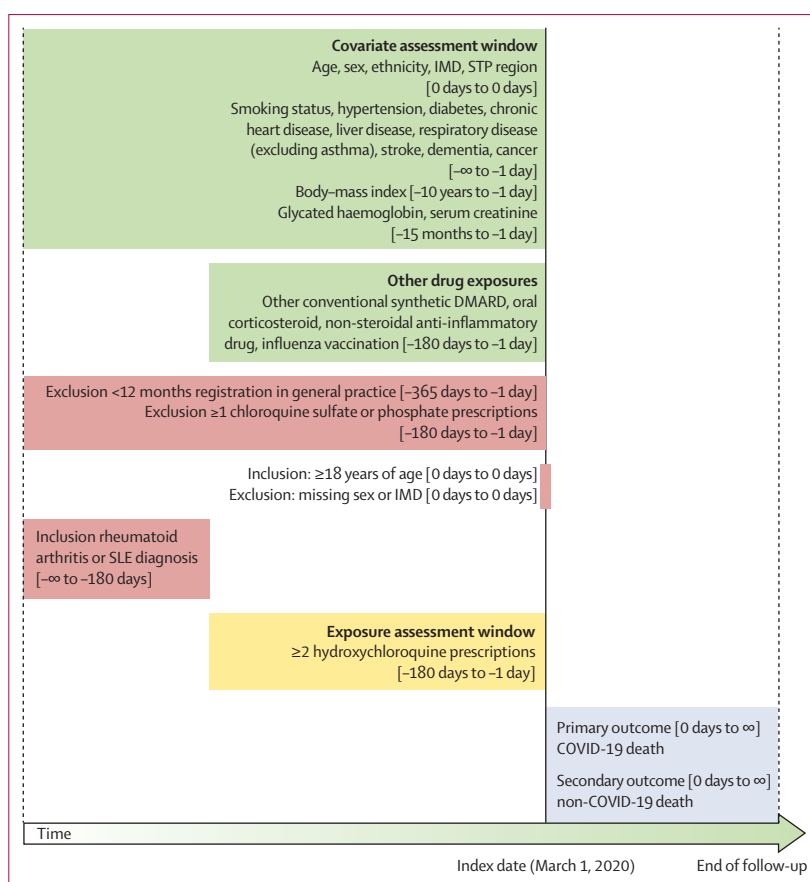 Covariate assessment window
Age, sex, ethnicity, IMD, STP region
[0 days to 0 days]
Smoking status, hypertension, diabetes, chronic
heart disease, liver disease, respiratory disease
(excluding asthma), stroke, dementia, cancer
[–∞ to –1 day]
Body–mass index [–10 years to –1 day]
Glycated haemoglobin, serum creatinine
[–15 months to –1 day]
Other drug exposures
Other conventional synthetic DMARD, oral
corticosteroid, non-steroidal anti-inflammatory
drug, influenza vaccination [–180 days to –1 day]
Exclusion <12 months registration in general practice [–365 days to –1 day]
Exclusion ≥1 chloroquine sulfate or phosphate prescriptions
[–180 days to –1 day]
Inclusion: ≥18 years of age [0 days to 0 days]
Exclusion: missing sex or IMD [0 days to 0 days]
Inclusion rheumatoid
arthritis or SLE diagnosis
[–∞ to –180 days]
Exposure assessment window
≥2 hydroxychloroquine prescriptions
[–180 days to –1 day]
Primary outcome [0 days to ∞]
COVID-19 death
Secondary outcome [0 days to ∞]
non-COVID-19 death
Time
Index date (March 1, 2020)
End of follow-up